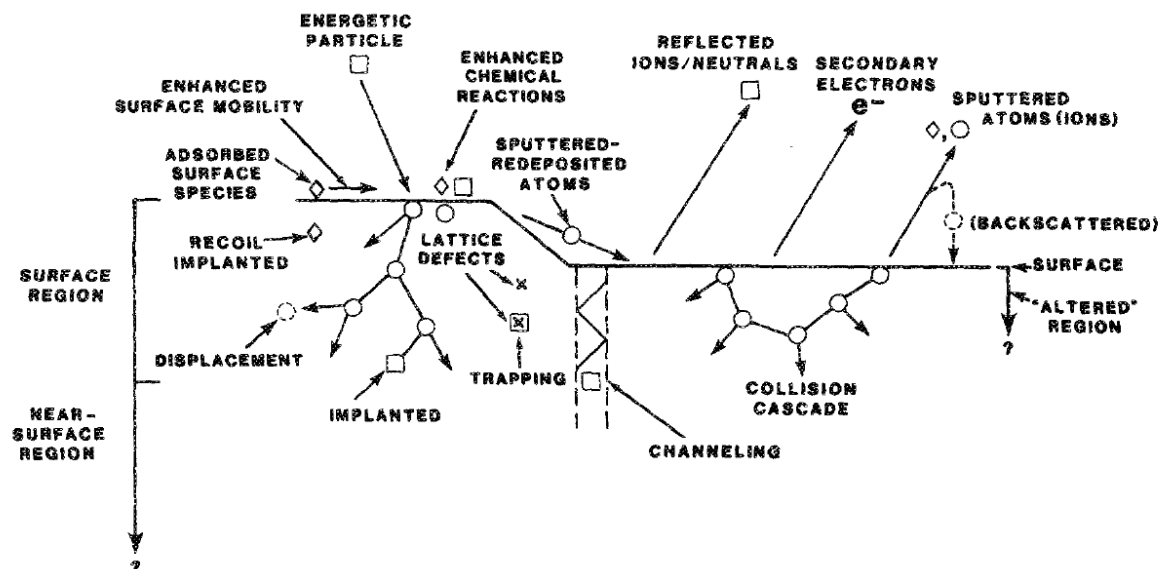 ENERGETIC
PARTICLE
ENHANCED
SURFACE MOBILITY
ENHANCED
CHEMICAL
REACTIONS
REFLECTED
IONS/NEUTRALS
SECONDARY
ELECTRONS
e−
SPUTTERED
ATOMS (IONS)
ADSORBED
SURFACE
SPECIES
SPUTTERED-
REDEPOSITED
ATOMS
RECOIL
IMPLANTED
LATTICE
DEFECTS
(BACKSCATTERED)
SURFACE
REGION
SURFACE
"ALTERED"
REGION
?
DISPLACEMENT
IMPLANTED
TRAPPING
COLLISION
CASCADE
NEAR-
SURFACE
REGION
CHANNELING
?